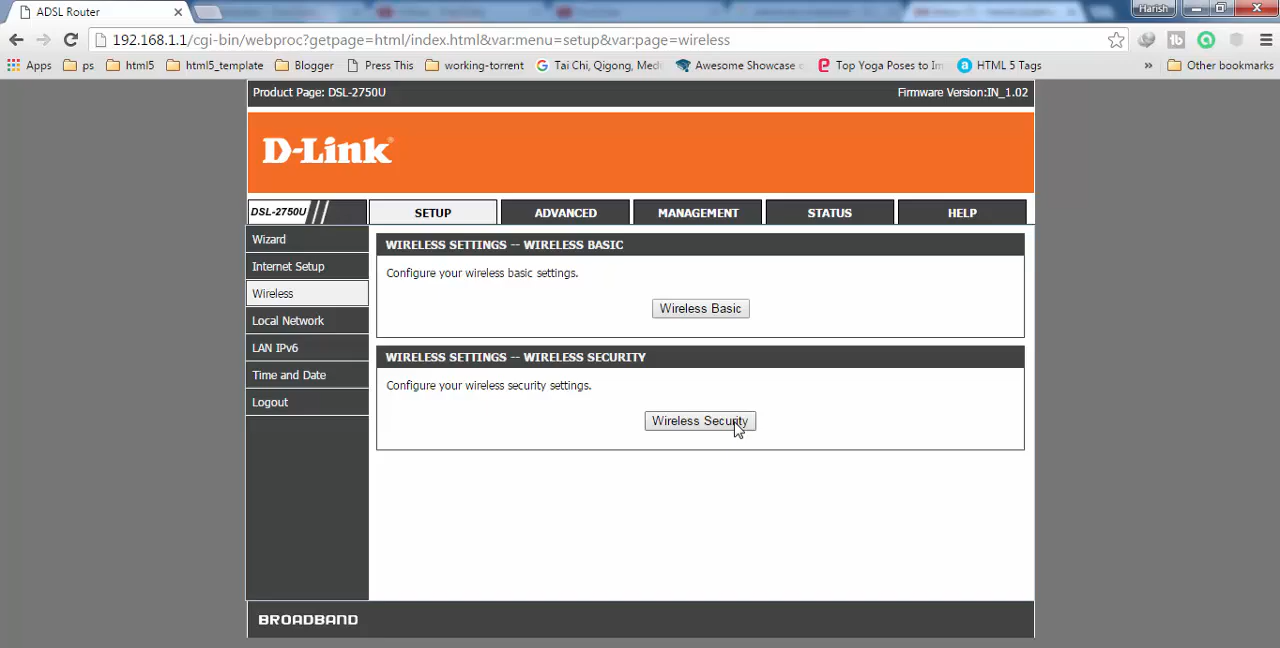 ADSL Router
Harish
192.168.1.1/cgi-bin/webproc?getpage=html/index.html&varmenu=setup&var:page=wireless
Apps ps html5 html5_template Blogger Press This working-torrent Tai Chi, Qigong, Med Awesome Showcase Top Yoga Poses to Im HTML 5 Tags » Other bookmarks
Product Page: DSL-2750U Firmware Version:IN_1.02
D-Link
DSL-2750U SETUP ADVANCED MANAGEMENT STATUS HELP
Wizard
Internet Setup
Wireless
Local Network
LAN IPv6
Time and Date
Logout
WIRELESS SETTINGS -- WIRELESS BASIC
Configure your wireless basic settings.
Wireless Basic
WIRELESS SETTINGS -- WIRELESS SECURITY
Configure your wireless security settings.
Wireless Security
BROADBAND